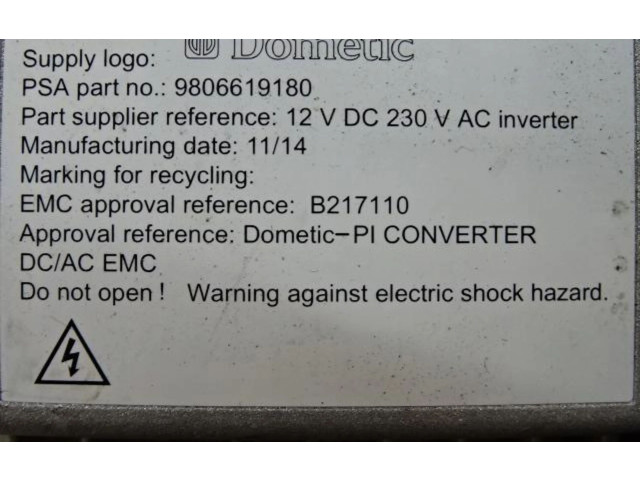 Dometic
Supply logo:
PSA part no.: 9806619180
Part supplier reference: 12 V DC 230 V AC inverter
Manufacturing date: 11/14
Marking for recycling:
EMC approval reference: B217110
Approval reference: Dometic-PI CONVERTER
DC/AC EMC
Do not open! Warning against electric shock hazard.